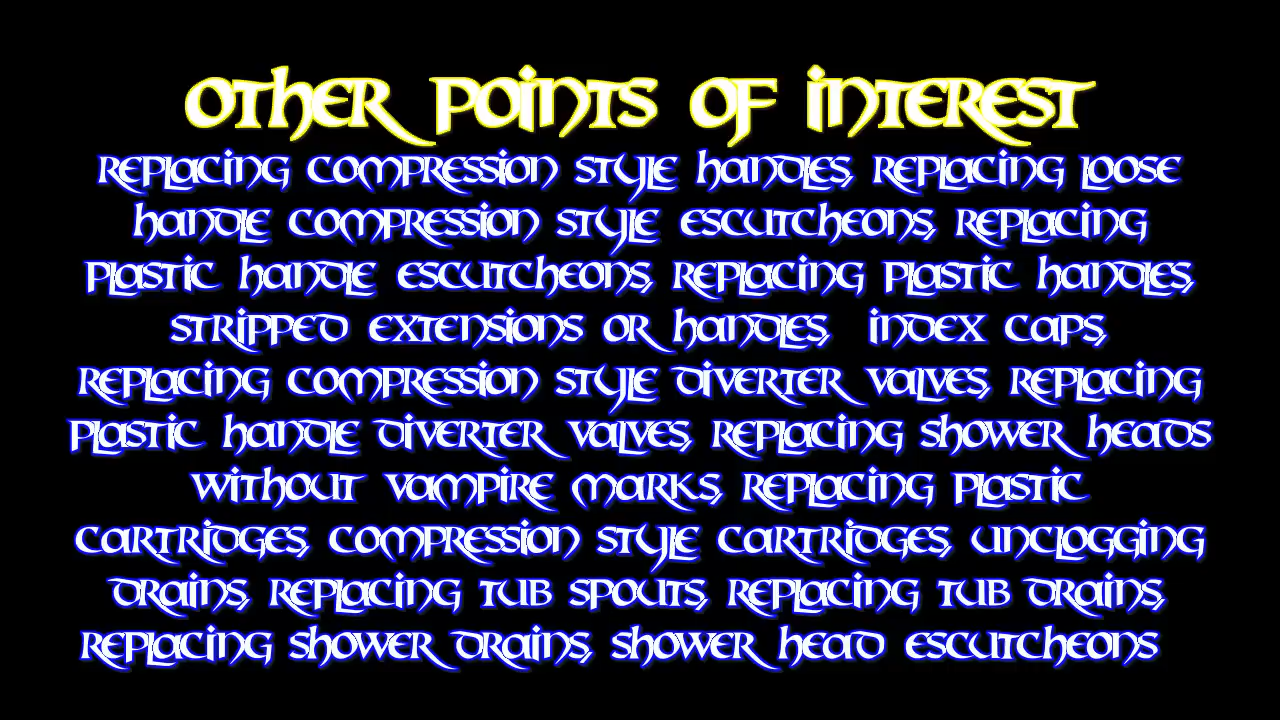 Other Points of Interest
Replacing compression style handles, replacing loose
handle compression style escutcheons, replacing
plastic handle escutcheons, replacing plastic handles,
stripped extensions or handles, index caps,
replacing compression style diverter valves, replacing
plastic handle diverter valves, replacing shower heads
without vampire marks, replacing plastic
cartridges, compression style cartridges, unclogging
drains, replacing tub spouts, replacing tub drains,
replacing shower drains, shower head escutcheons